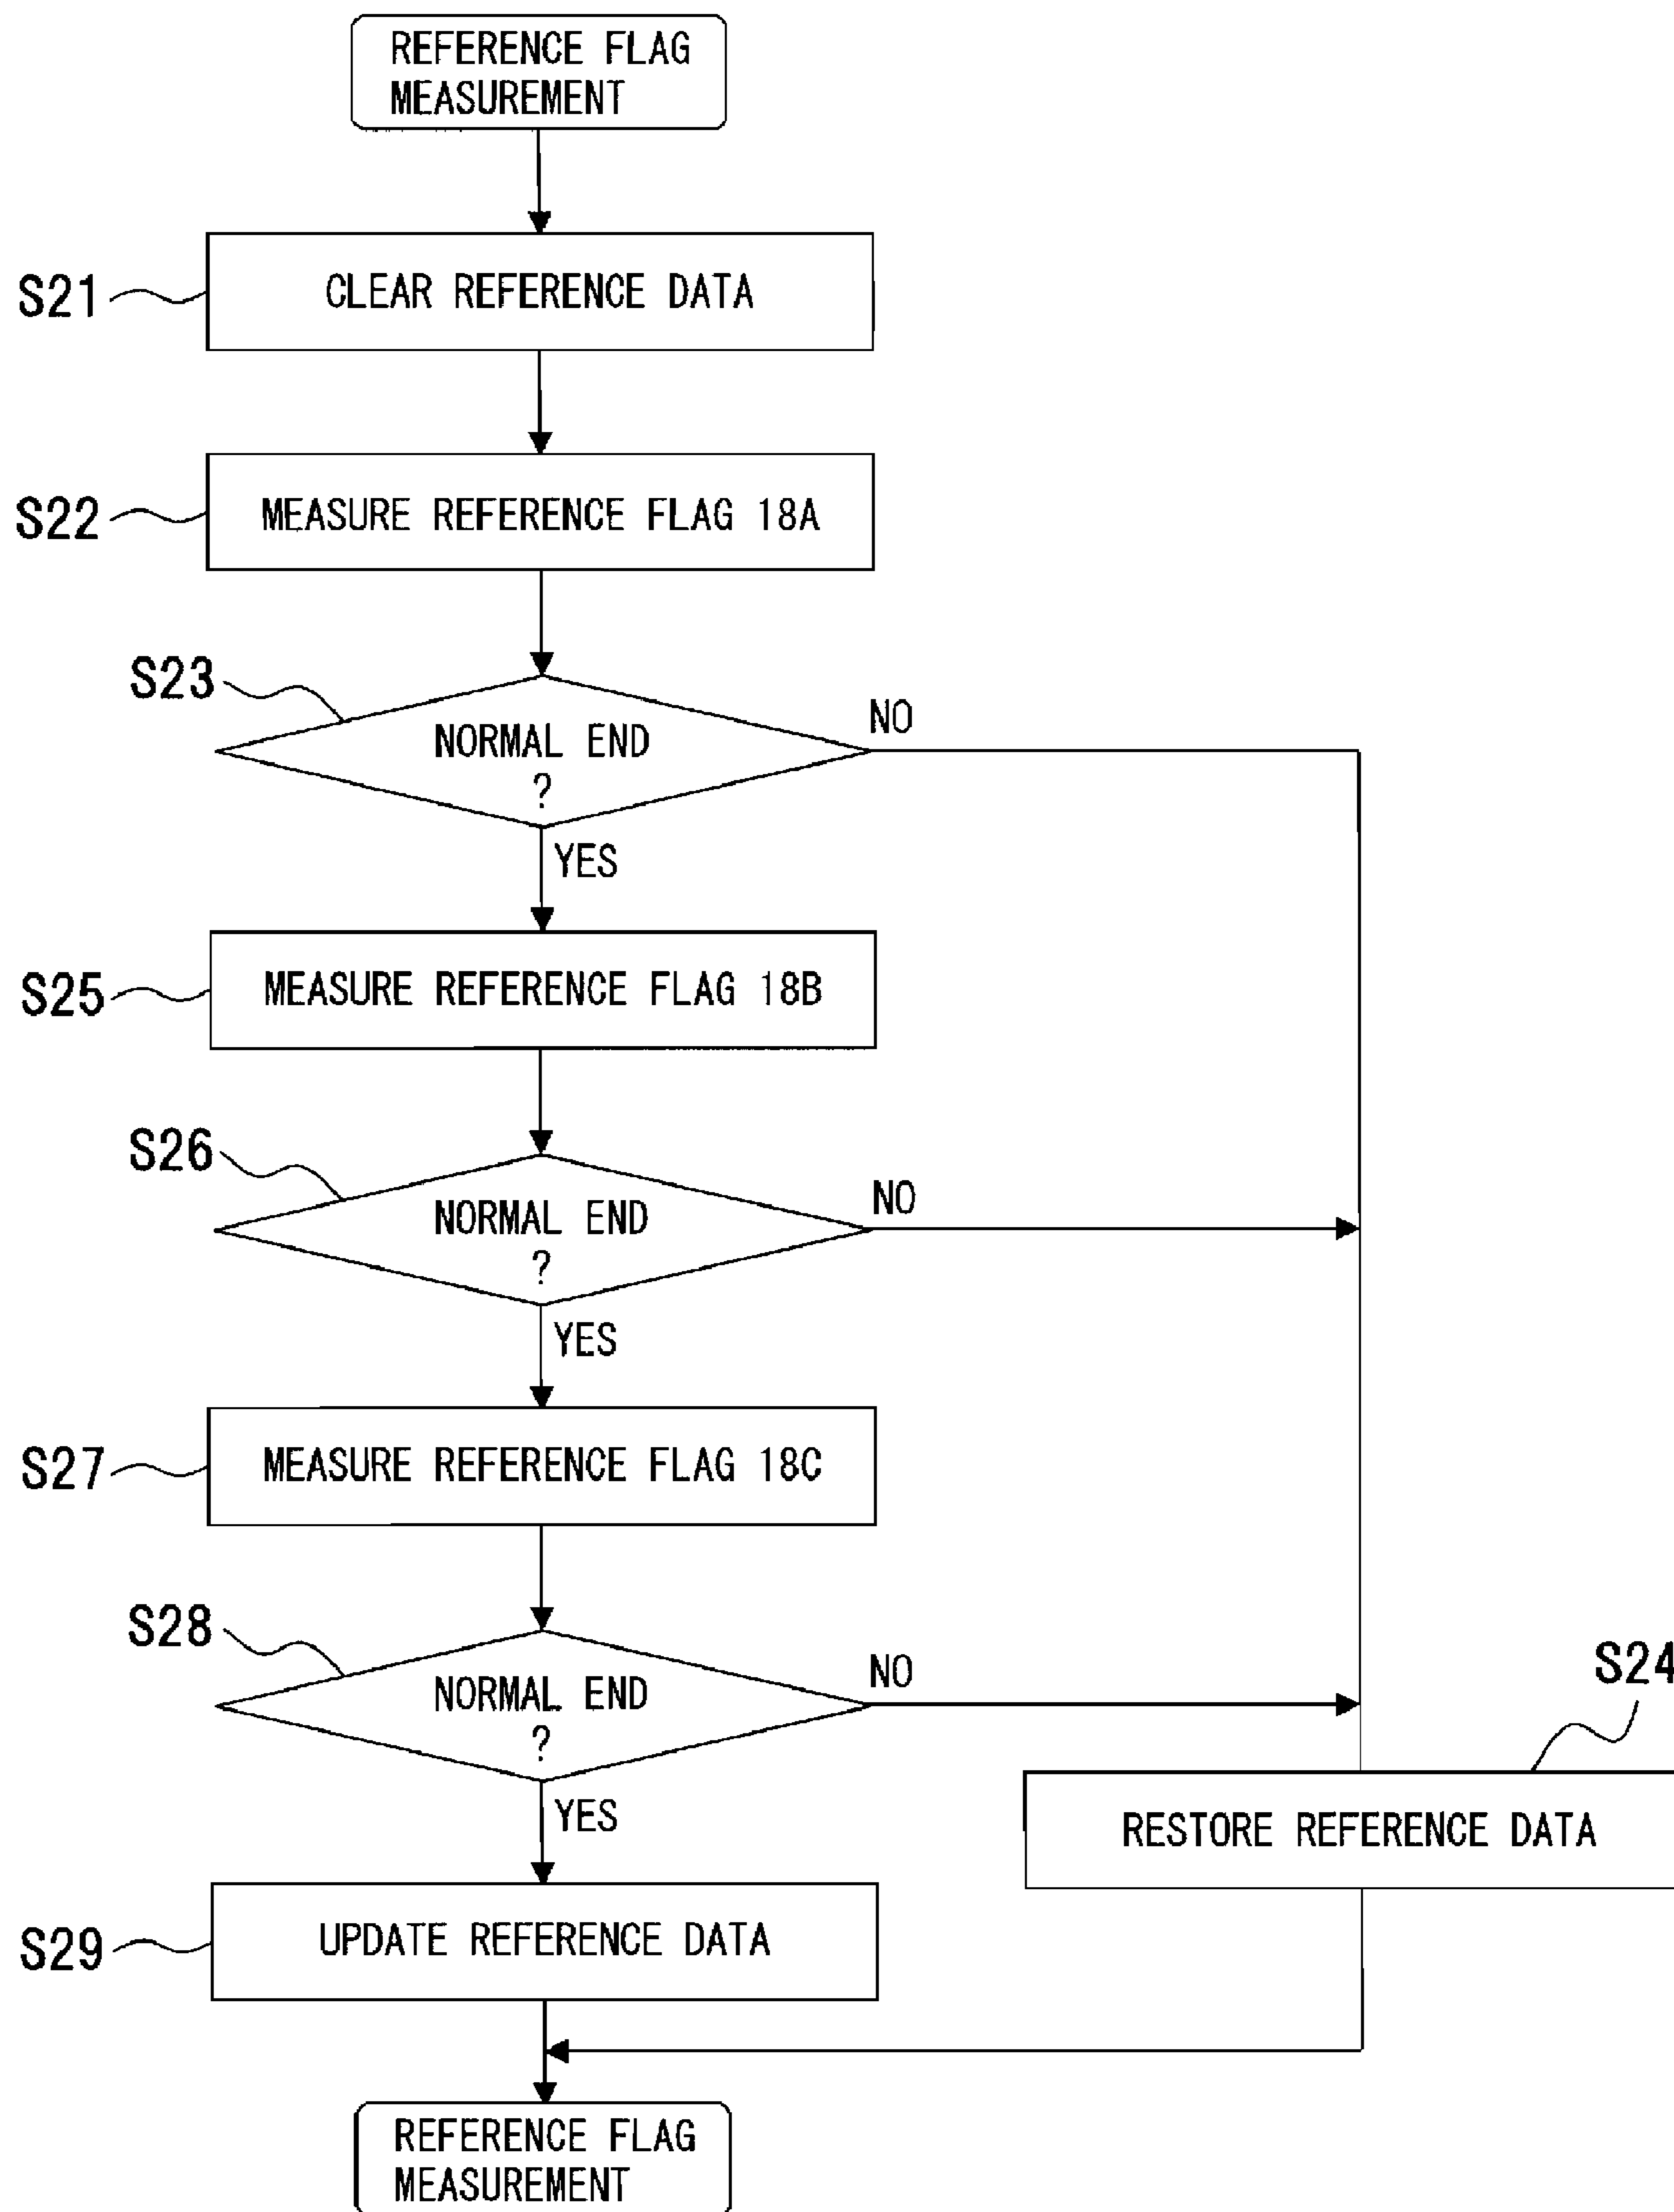 REFERENCE FLAG
MEASUREMENT
S21
CLEAR REFERENCE DATA
S22
MEASURE REFERENCE FLAG 18A
S23
NORMAL END
?
NO
YES
S25
MEASURE REFERENCE FLAG 18B
S26
NORMAL END
?
NO
YES
S27
MEASURE REFERENCE FLAG 18C
S28
NORMAL END
?
NO
YES
S24
RESTORE REFERENCE DATA
S29
UPDATE REFERENCE DATA
REFERENCE FLAG
MEASUREMENT